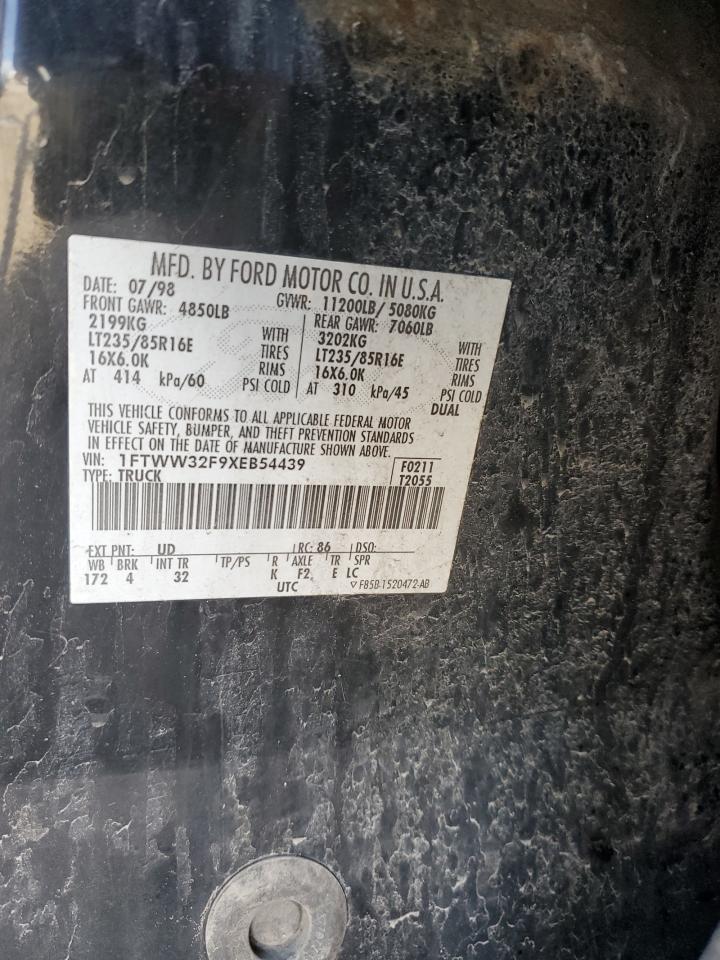 MFD. BY FORD MOTOR CO. IN U.S.A.
DATE: 07/98 GVWR: 11200LB/ 5080KG
FRONT GAWR: 4850LB REAR GAWR: 7060LB
2199KG WITH 3202KG WITH
LT235/85R16E TIRES LT235/85R16E TIRES
16X6.0K RIMS 16X6.0K RIMS
AT 414 kPa/60 PSI COLD AT 310 kPa/45 PSI COLD
DUAL
THIS VEHICLE CONFORMS TO ALL APPLICABLE FEDERAL MOTOR
VEHICLE SAFETY, BUMPER, AND THEFT PREVENTION STANDARDS
IN EFFECT ON THE DATE OF MANUFACTURE SHOWN ABOVE.
VIN: 1FTWW32F9XEB54439 F0211
TYPE: TRUCK T2055
EXT PNT: UD RC: 86 DSO:
WB BRK INT TR TP/PS R AXLE TR SPR
172 4 32 K F2 E LC
UTC ▽ F85B-1520472-AB